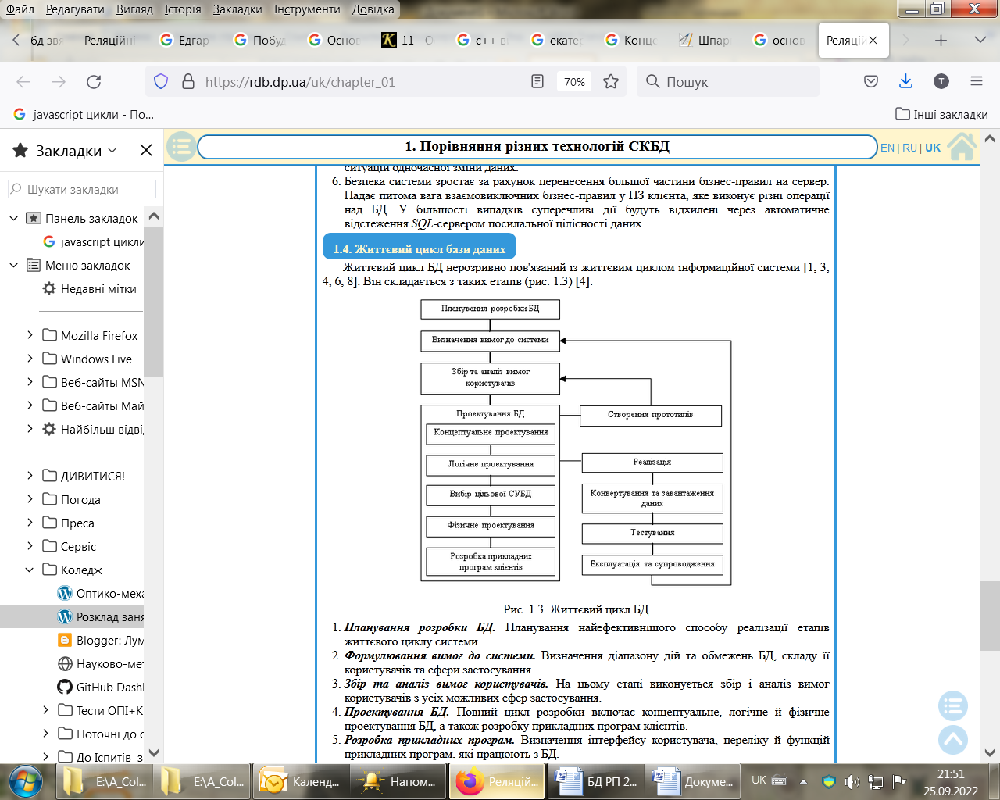 Файл Редагувати Вигляд Історія Закладки Інструменти Довідка
бд звя
Реляційні
Едгар
Побуд
Основ
11 - О
c++ ві
екатер
Конце
Шпар
основ
Реляцій
https://rdb.dp.ua/uk/chapter_01
70%
Пошук
T
javascript цикли - По...
Інші закладки
Закладки
Шукати закладки
Панель закладок
javascript цикли
Меню закладок
Недавні мітки
Mozilla Firefox
Windows Live
Веб-сайты MSN
Веб-сайты Май
Найбільш відвід
ДИВИТИСЯ!
Погода
Преса
Сервіс
Коледж
Оптико-меха
Розклад заня
Blogger: Лум
Науково-мет
GitHub Dashl
Тести ОПІ+К
Поточні до с
До Іспитів з
1. Порівняння різних технологій СКБД
EN | RU | UK
ситуацій одночасної зміни даних.
6. Безпека системи зростає за рахунок перенесення більшої частини бізнес-правил на сервер.
Падає питома вага взаємовиключних бізнес-правил у ПЗ клієнта, яке виконує різні операції
над БД. У більшості випадків суперечливі дії будуть відхилені через автоматичне
відстеження SQL-сервером посилальної цілісності даних.
1.4. Життєвий цикл бази даних
Життєвий цикл БД нерозривно пов'язаний із життєвим циклом інформаційної системи [1, 3,
4, 6, 8]. Він складається з таких етапів (рис. 1.3) [4]:
Планування розробки БД
Визначення вимог до системи
Збір та аналіз вимог
користувачів
Проектування БД
Концептуальне проектування
Логічне проектування
Вибір цільової СУБД
Фізичне проектування
Розробка прикладних
програм клієнтів
Створення прототипів
Реалізація
Конвертування та завантаження
даних
Тестування
Експлуатація та супроводження
Рис. 1.3. Життєвий цикл БД
1. Планування розробки БД. Планування найефективнішого способу реалізації етапів
життєвого циклу системи.
2. Формулювання вимог до системи. Визначення діапазону дій та обмежень БД, складу її
користувачів та сфери застосування
3. Збір та аналіз вимог користувачів. На цьому етапі виконується збір і аналіз вимог
користувачів з усіх можливих сфер застосування.
4. Проектування БД. Повний цикл розробки включає концептуальне, логічне й фізичне
проектування БД, а також розробку прикладних програм клієнтів.
5. Розробка прикладних програм. Визначення інтерфейсу користувача, переліку й функцій
прикладних програм, які працюють з БД.
E:\A_Col...
E:\A_Col...
Календ...
Напом...
Реляцій...
БД РП 2...
Докуме...
UK
21:51
25.09.2022